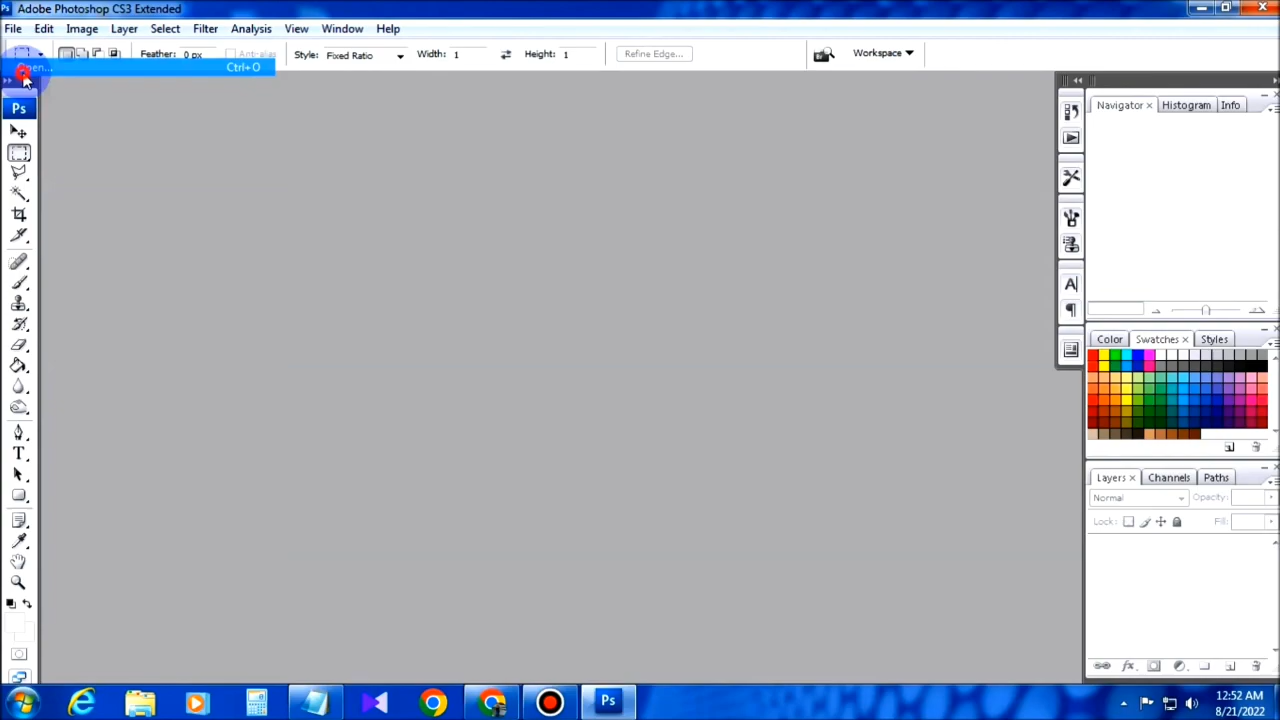 Adobe Photoshop CS3 Extended
File Edit Image Layer Select Filter Analysis View Window Help
Feather: 0 px Anti-alias Style: Fixed Ratio Width: 1 Height: 1 Refine Edge... Workspace
Open... Ctrl+O
Ps
Navigator Histogram Info
Color Swatches Styles
Layers Channels Paths
Normal Opacity:
Lock: Fill:
T
A
Ps
12:52 AM
8/21/2022